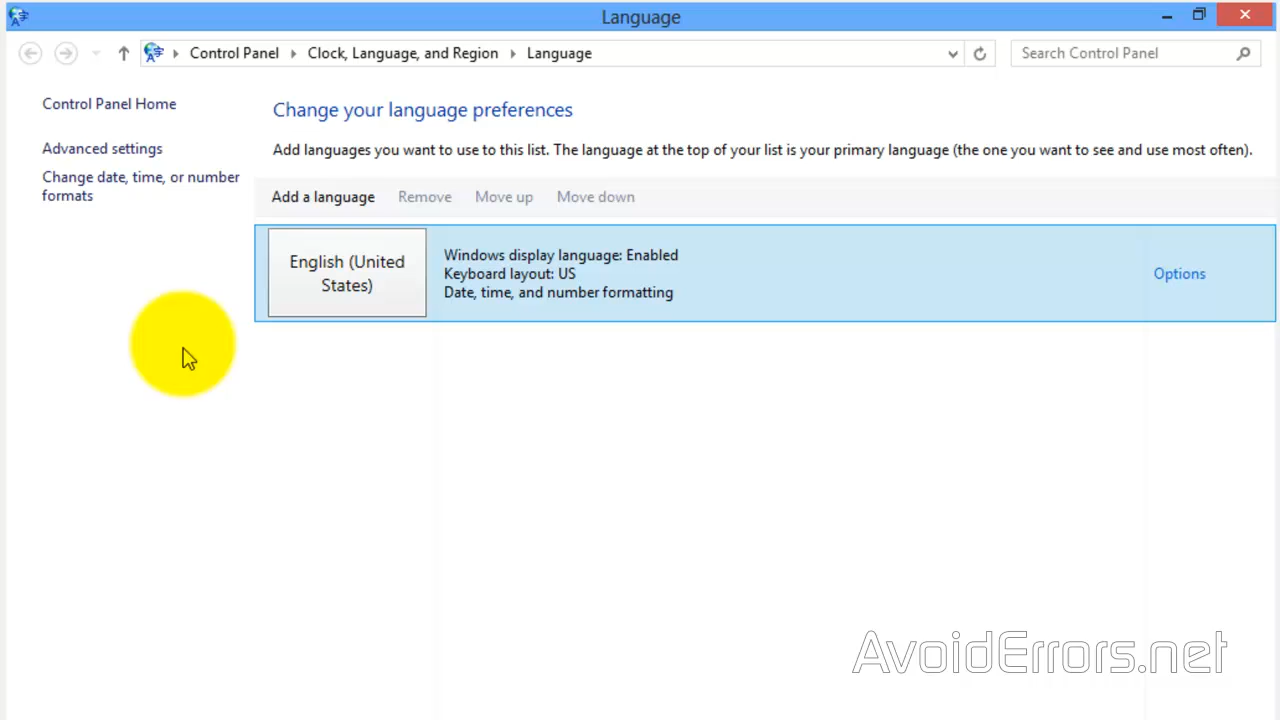 Language
Control Panel
Clock, Language, and Region
Language
Search Control Panel
Control Panel Home
Advanced settings
Change date, time, or number
formats
Change your language preferences
Add languages you want to use to this list. The language at the top of your list is your primary language (the one you want to see and use most often).
Add a language
Remove
Move up
Move down
English (United
States)
Windows display language: Enabled
Keyboard layout: US
Date, time, and number formatting
Options
AvoidErrors.net